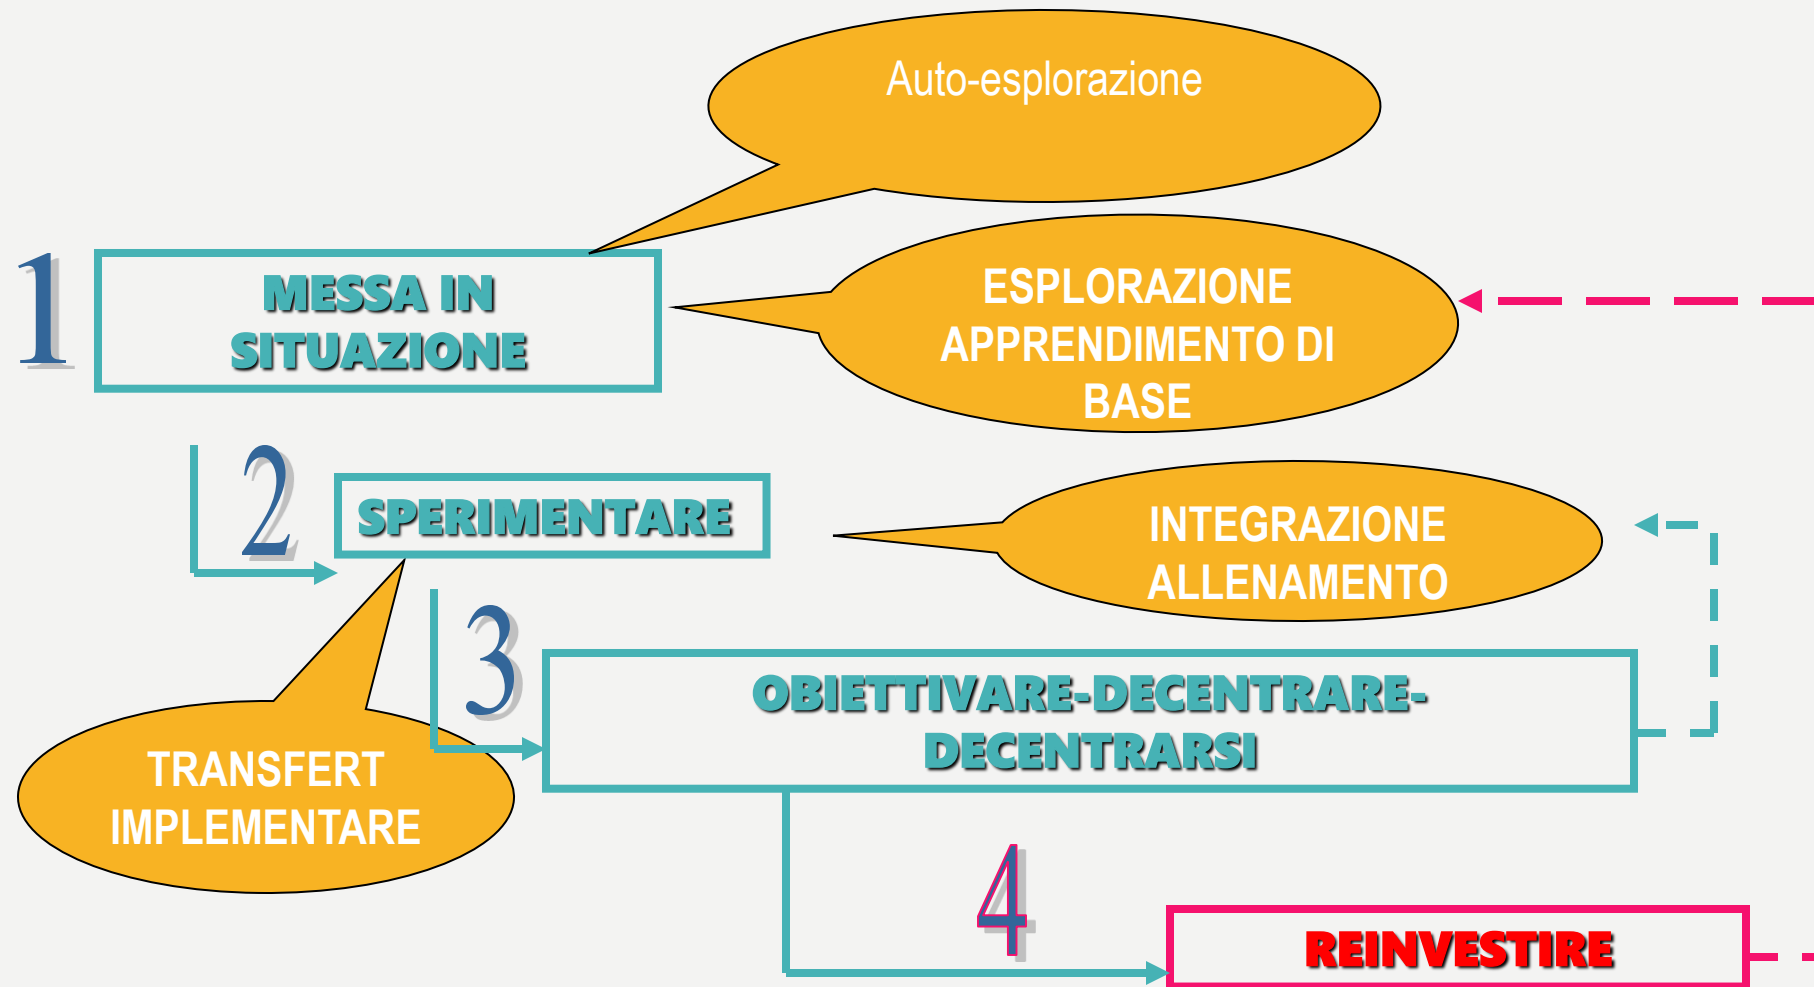 Auto-esplorazione
1
MESSA IN
SITUAZIONE
ESPLORAZIONE
APPRENDIMENTO DI
BASE
2
SPERIMENTARE
INTEGRAZIONE
ALLENAMENTO
3
OBIETTIVARE-DECENTRARE-
DECENTRARSI
TRANSFERT
IMPLEMENTARE
4
REINVESTIRE